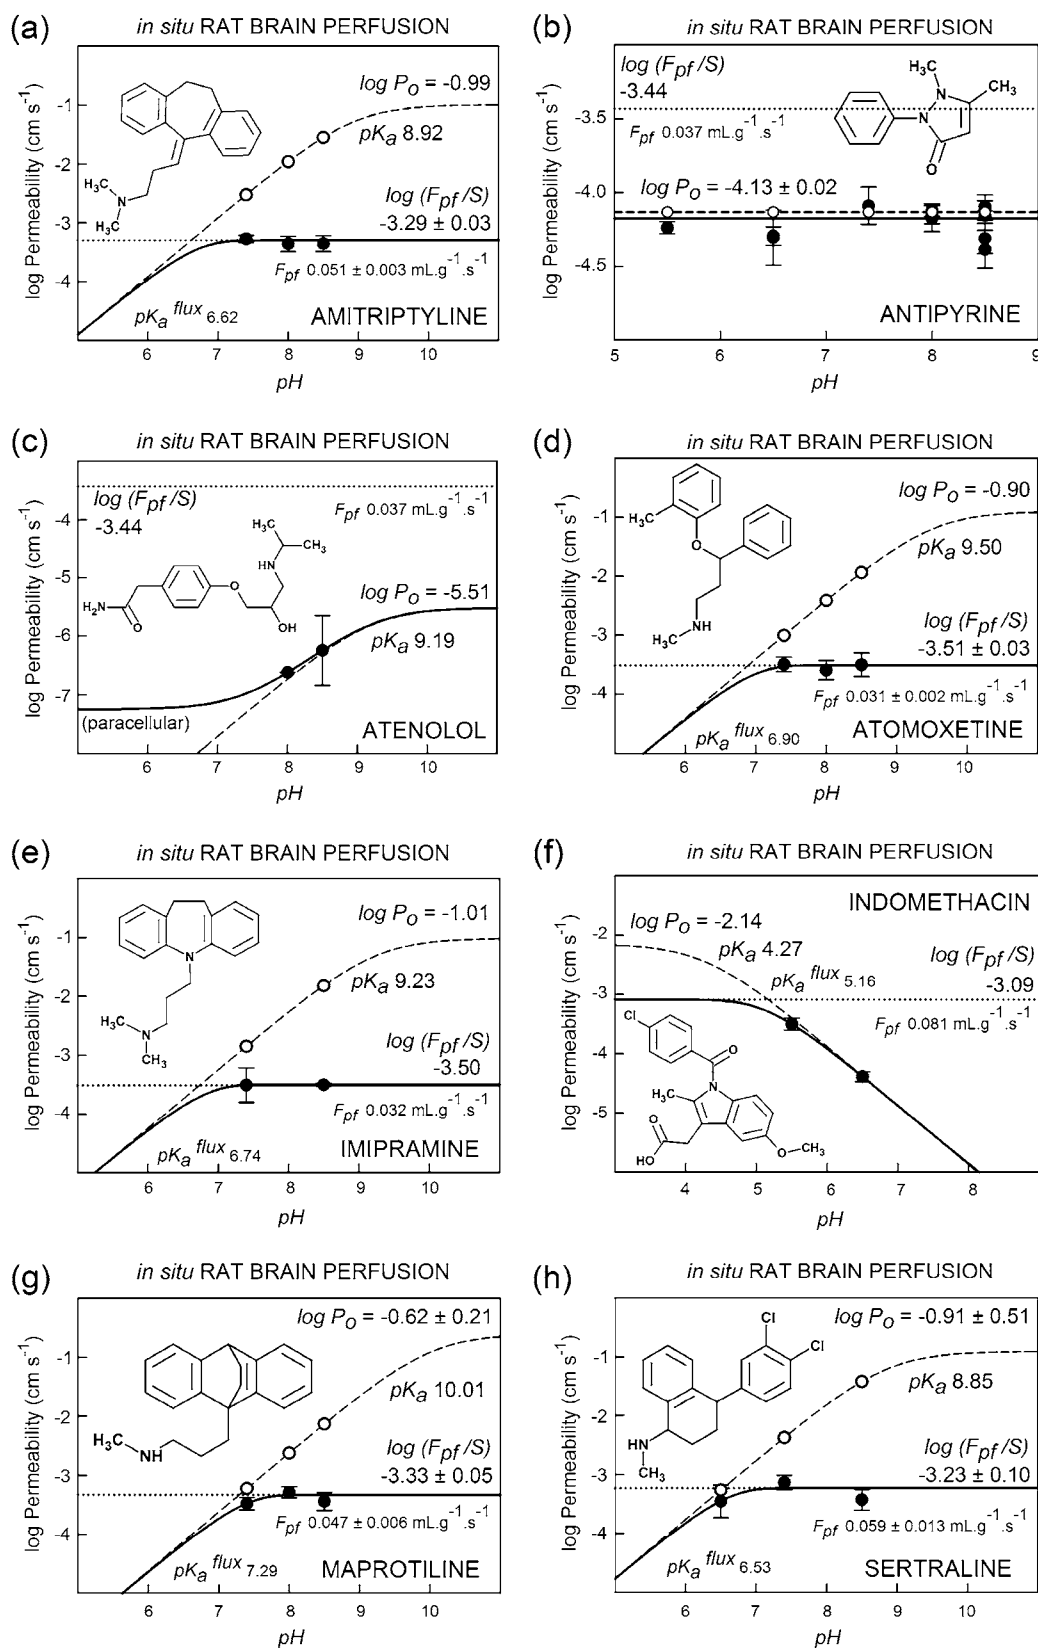 (a)
in situ RAT BRAIN PERFUSION
log Permeability (cm s⁻¹)
-1
-2
-3
-4
log Po = -0.99
pKa 8.92
H₃C
N
H₃C
log (Fpf /S)
-3.29 ± 0.03
Fpf 0.051 ± 0.003 mL.g⁻¹.s⁻¹
pKa flux 6.62
AMITRIPTYLINE
6 7 8 9 10
pH
(b)
in situ RAT BRAIN PERFUSION
log Permeability (cm s⁻¹)
-3.5
-4.0
-4.5
log (Fpf /S)
-3.44
Fpf 0.037 mL.g⁻¹.s⁻¹
H₃C
N
CH₃
N
O
log Po = -4.13 ± 0.02
ANTIPYRINE
5 6 7 8 9
pH
(c)
in situ RAT BRAIN PERFUSION
log Permeability (cm s⁻¹)
-4
-5
-6
-7
log (Fpf /S)
-3.44
Fpf 0.037 mL.g⁻¹.s⁻¹
H₃C
CH₃
HN
O
H₂N
O
OH
log Po = -5.51
pKa 9.19
(paracellular)
ATENOLOL
6 7 8 9 10
pH
(d)
in situ RAT BRAIN PERFUSION
log Permeability (cm s⁻¹)
-1
-2
-3
-4
log Po = -0.90
pKa 9.50
H₃C
O
H₃C
NH
log (Fpf /S)
-3.51 ± 0.03
Fpf 0.031 ± 0.002 mL.g⁻¹.s⁻¹
pKa flux 6.90
ATOMOXETINE
6 7 8 9 10
pH
(e)
in situ RAT BRAIN PERFUSION
log Permeability (cm s⁻¹)
-1
-2
-3
-4
log Po = -1.01
pKa 9.23
N
H₃C
N
CH₃
log (Fpf /S)
-3.50
Fpf 0.032 mL.g⁻¹.s⁻¹
pKa flux 6.74
IMIPRAMINE
6 7 8 9 10
pH
(f)
in situ RAT BRAIN PERFUSION
INDOMETHACIN
log Permeability (cm s⁻¹)
-2
-3
-4
-5
log Po = -2.14
pKa 4.27
pKa flux 5.16
log (Fpf /S)
-3.09
Fpf 0.081 mL.g⁻¹.s⁻¹
Cl
O
N
H₃C
O
HO
O
CH₃
4 5 6 7 8
pH
(g)
in situ RAT BRAIN PERFUSION
log Permeability (cm s⁻¹)
-1
-2
-3
-4
log Po = -0.62 ± 0.21
pKa 10.01
H₃C
NH
log (Fpf /S)
-3.33 ± 0.05
Fpf 0.047 ± 0.006 mL.g⁻¹.s⁻¹
pKa flux 7.29
MAPROTILINE
6 7 8 9 10
pH
(h)
in situ RAT BRAIN PERFUSION
log Permeability (cm s⁻¹)
-1
-2
-3
-4
log Po = -0.91 ± 0.51
Cl
Cl
pKa 8.85
HN
CH₃
log (Fpf /S)
-3.23 ± 0.10
Fpf 0.059 ± 0.013 mL.g⁻¹.s⁻¹
pKa flux 6.53
SERTRALINE
6 7 8 9 10
pH